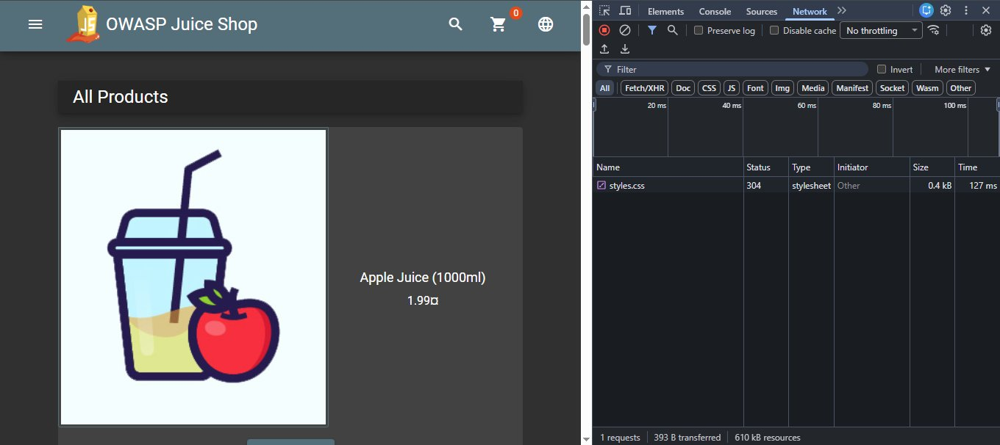 JS
OWASP Juice Shop
0
All Products
Apple Juice (1000ml)
1.99¤
Elements Console Sources Network
Preserve log Disable cache No throttling
Filter Invert More filters
All Fetch/XHR Doc CSS JS Font Img Media Manifest Socket Wasm Other
20 ms 40 ms 60 ms 80 ms 100 ms
Name Status Type Initiator Size Time
styles.css 304 stylesheet Other 0.4 kB 127 ms
1 requests 393 B transferred 610 kB resources